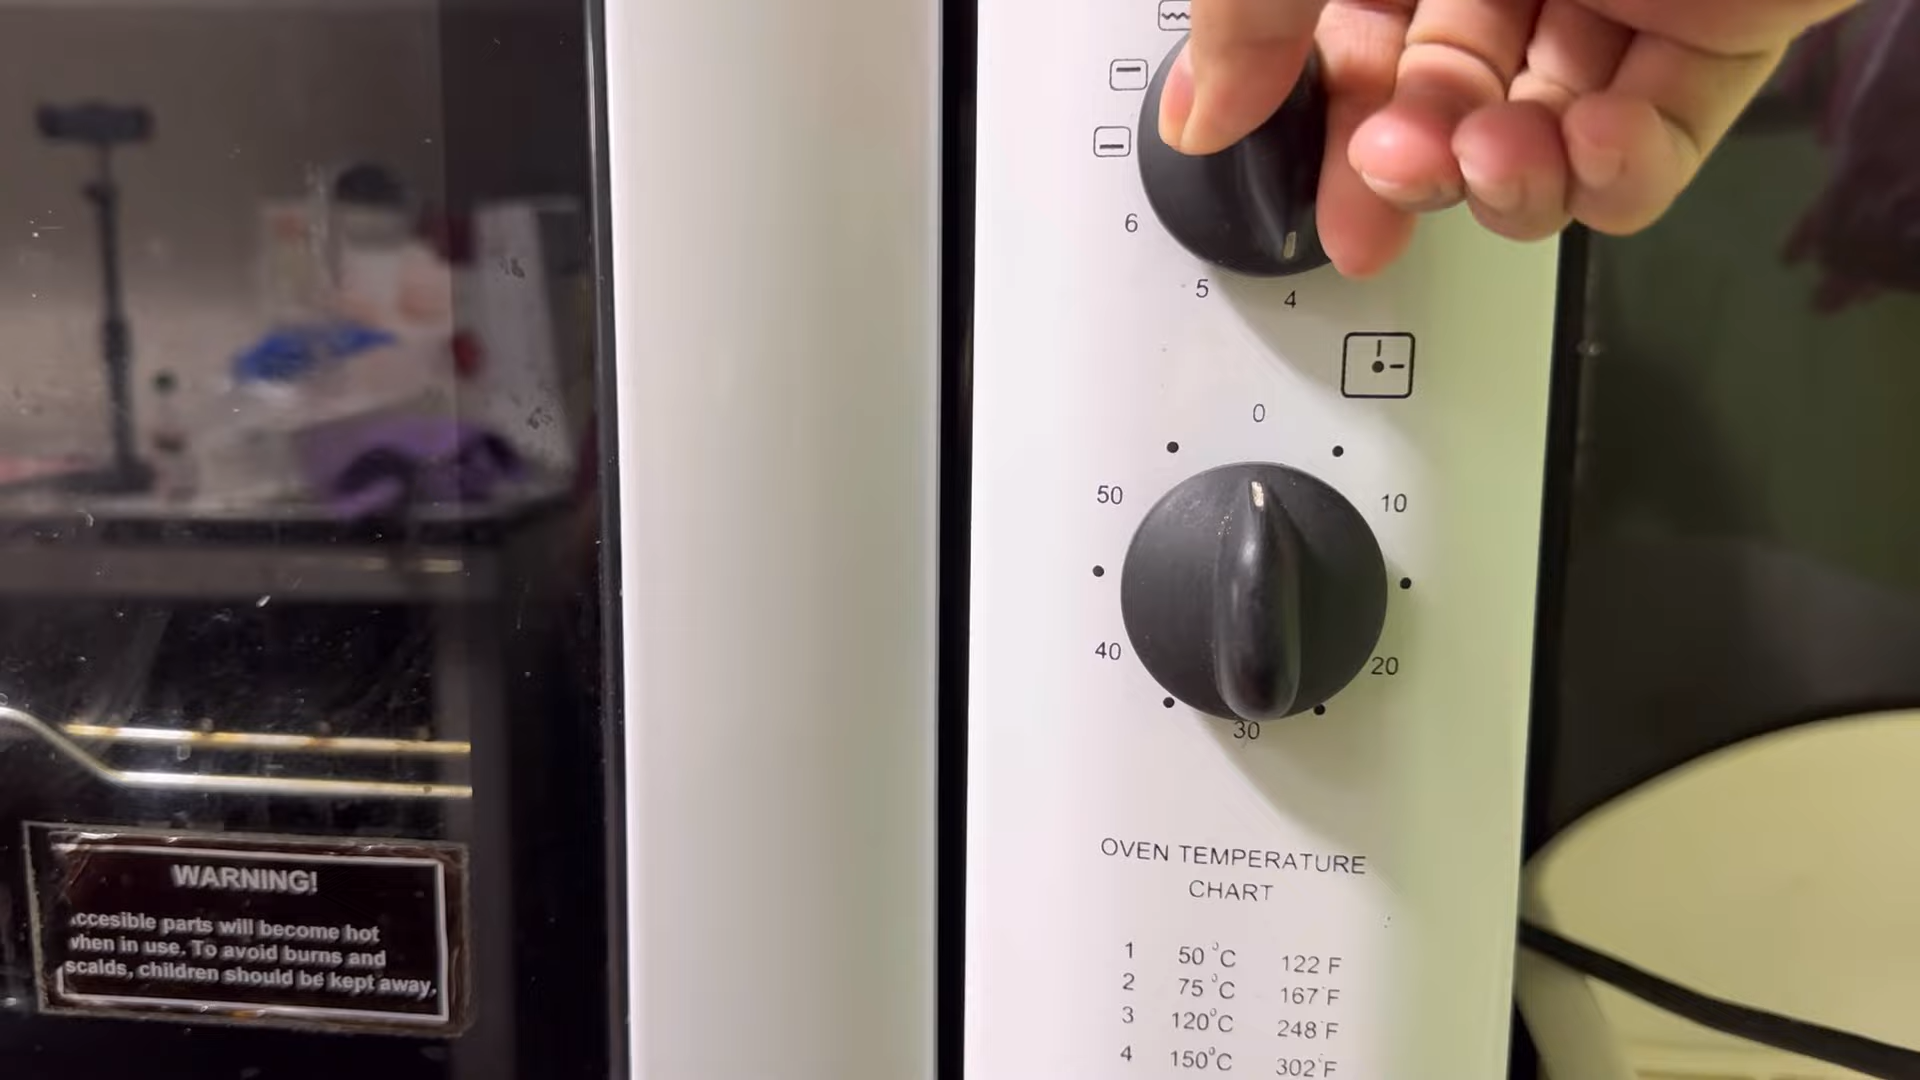 6
5
4
0
50
10
40
20
30
OVEN TEMPERATURE
CHART
1 50°C 122°F
2 75°C 167°F
3 120°C 248°F
4 150°C 302°F
WARNING!
ccesible parts will become hot
when in use. To avoid burns and
scalds, children should be kept away.